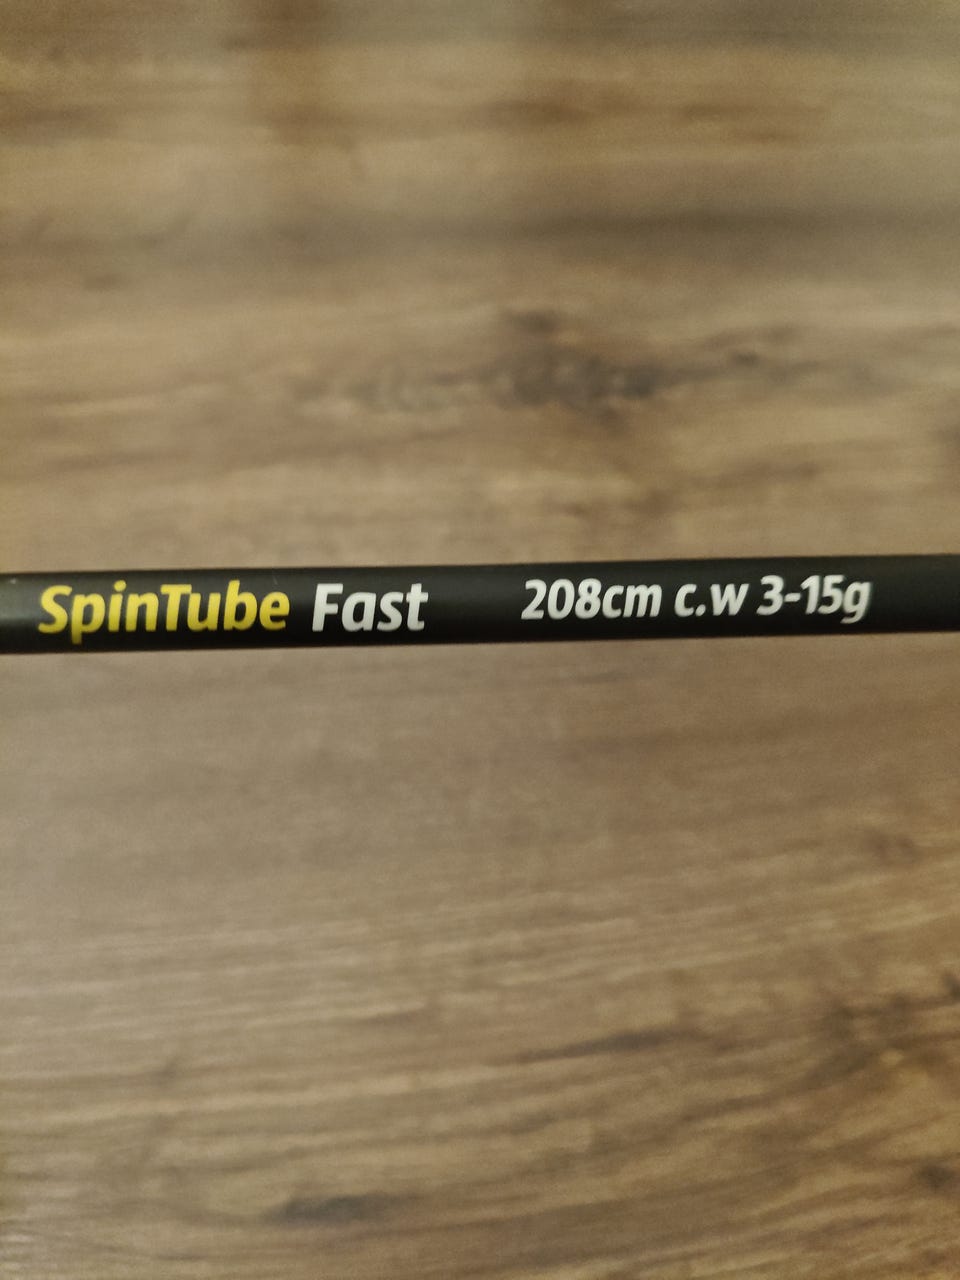 SpinTube Fast 208cm c.w 3-15g